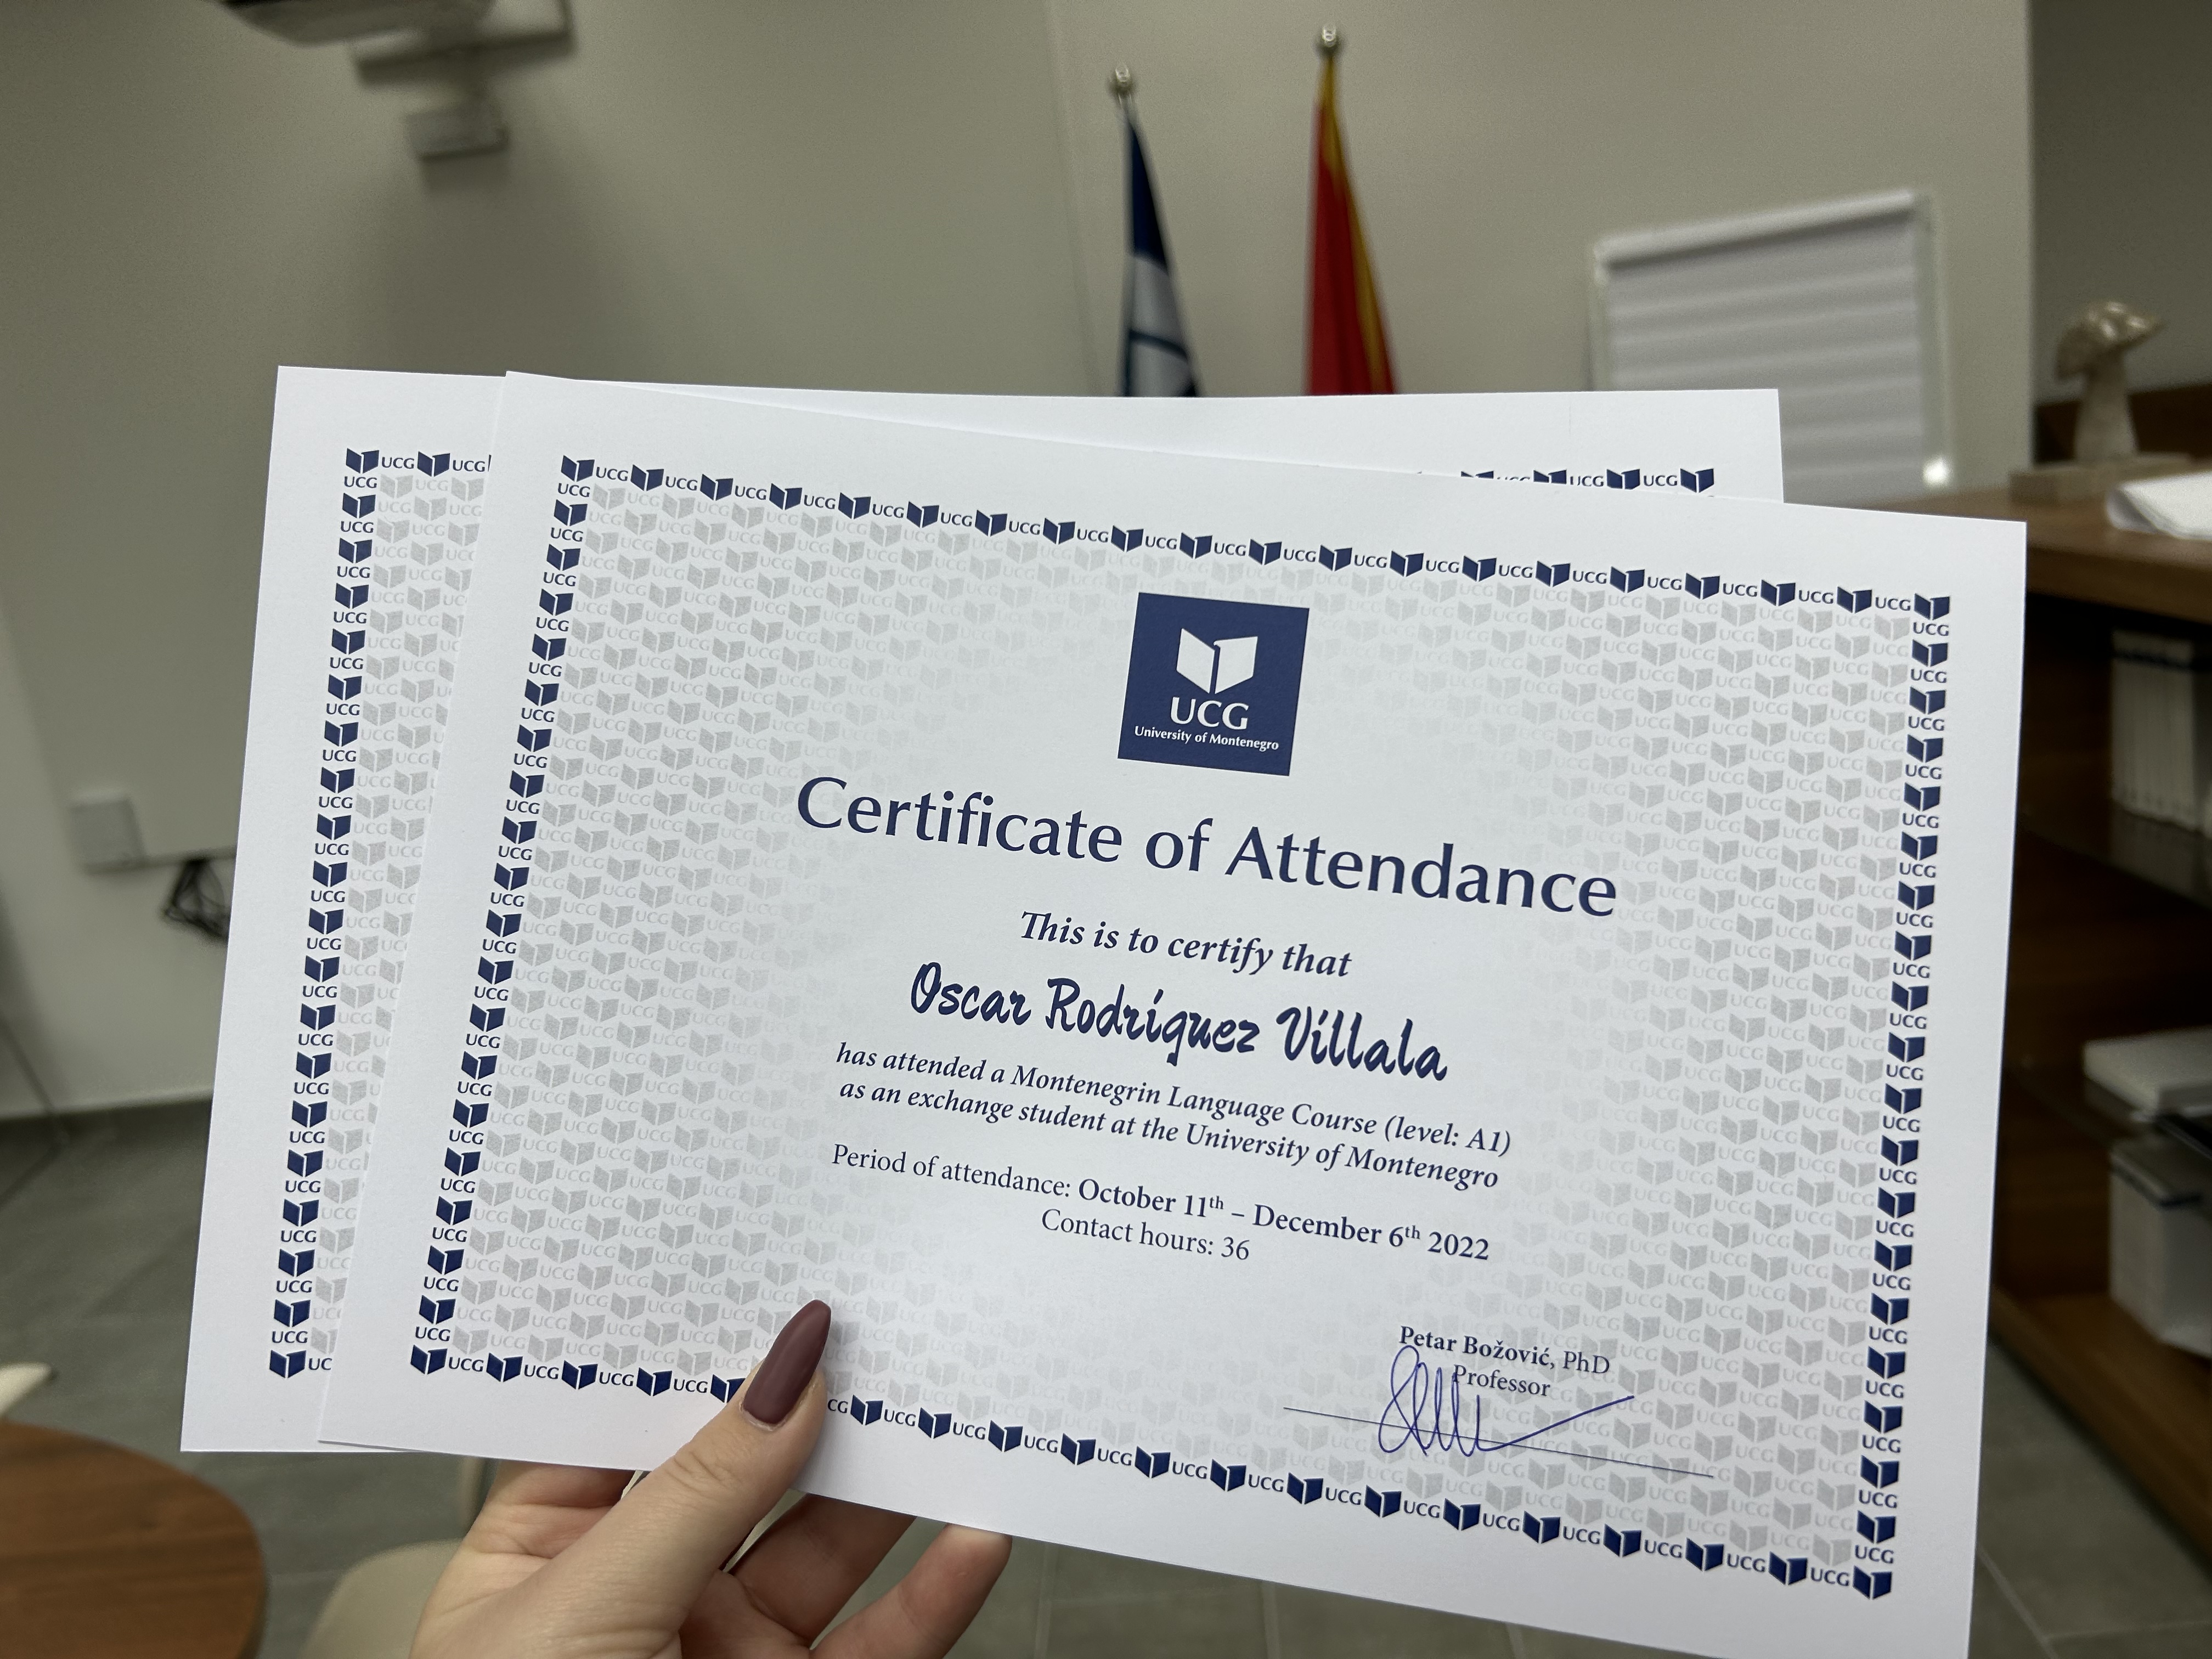 UCG
University of Montenegro
Certificate of Attendance
This is to certify that
Oscar Rodríguez Villala
has attended a Montenegrin Language Course (level: A1)
as an exchange student at the University of Montenegro
Period of attendance: October 11th – December 6th 2022
Contact hours: 36
Petar Božović, PhD
Professor